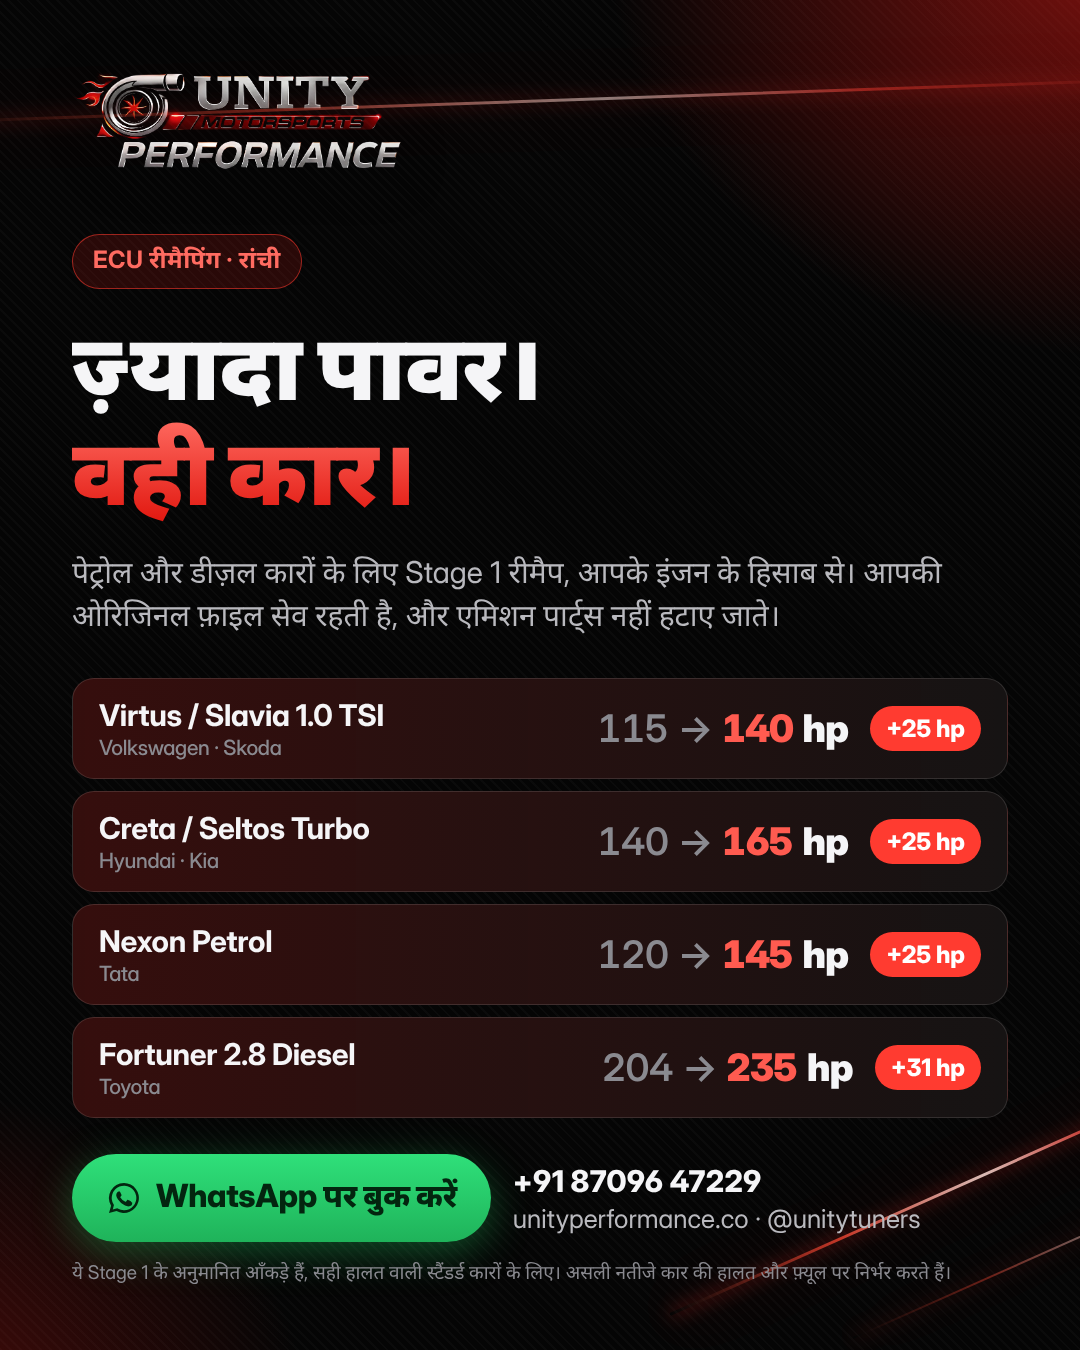 UNITY
MOTORSPORTS
PERFORMANCE
ECU रीमैपिंग · रांची
ज़्यादा पावर।
वही कार।
पेट्रोल और डीज़ल कारों के लिए Stage 1 रीमैप, आपके इंजन के हिसाब से। आपकी
ओरिजिनल फ़ाइल सेव रहती है, और एमिशन पार्ट्स नहीं हटाए जाते।
Virtus / Slavia 1.0 TSI
Volkswagen · Skoda
115 → 140 hp +25 hp
Creta / Seltos Turbo
Hyundai · Kia
140 → 165 hp +25 hp
Nexon Petrol
Tata
120 → 145 hp +25 hp
Fortuner 2.8 Diesel
Toyota
204 → 235 hp +31 hp
WhatsApp पर बुक करें
+91 87096 47229
unityperformance.co · @unitytuners
ये Stage 1 के अनुमानित आँकड़े हैं, सही हालत वाली स्टैंडर्ड कारों के लिए। असली नतीजे कार की हालत और फ़्यूल पर निर्भर करते हैं।